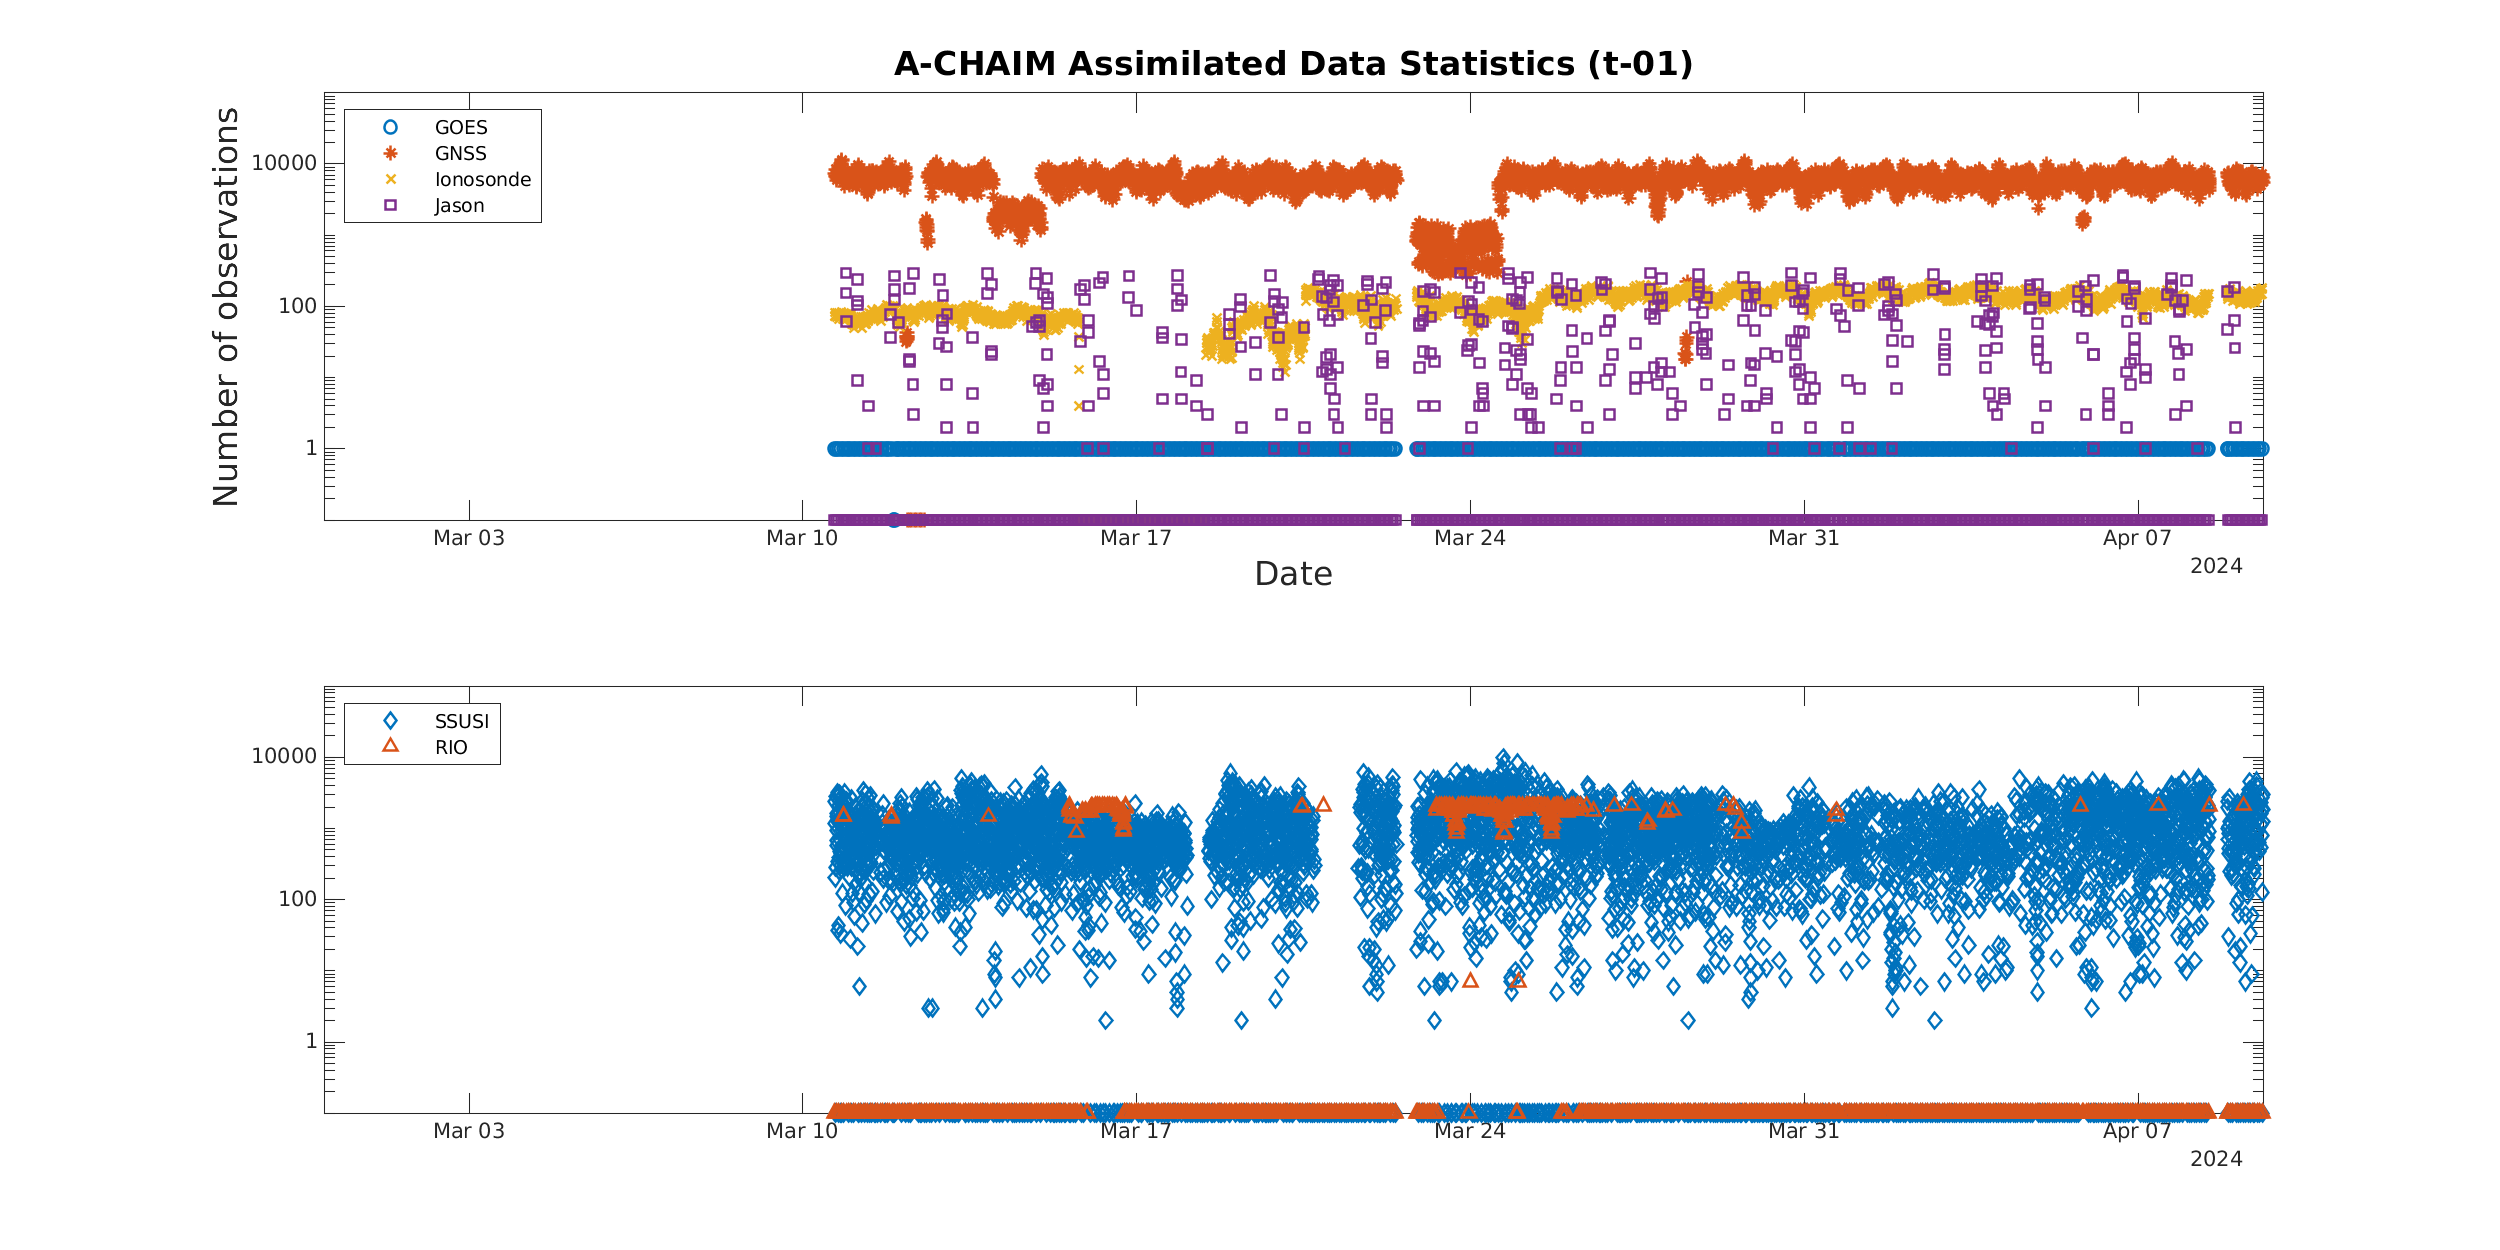 A-CHAIM Assimilated Data Statistics (t-01)
Number of observations
10000
100
1
GOES
GNSS
Ionosonde
Jason
Mar 03
Mar 10
Mar 17
Mar 24
Mar 31
Apr 07
2024
Date
10000
100
1
SSUSI
RIO
Mar 03
Mar 10
Mar 17
Mar 24
Mar 31
Apr 07
2024